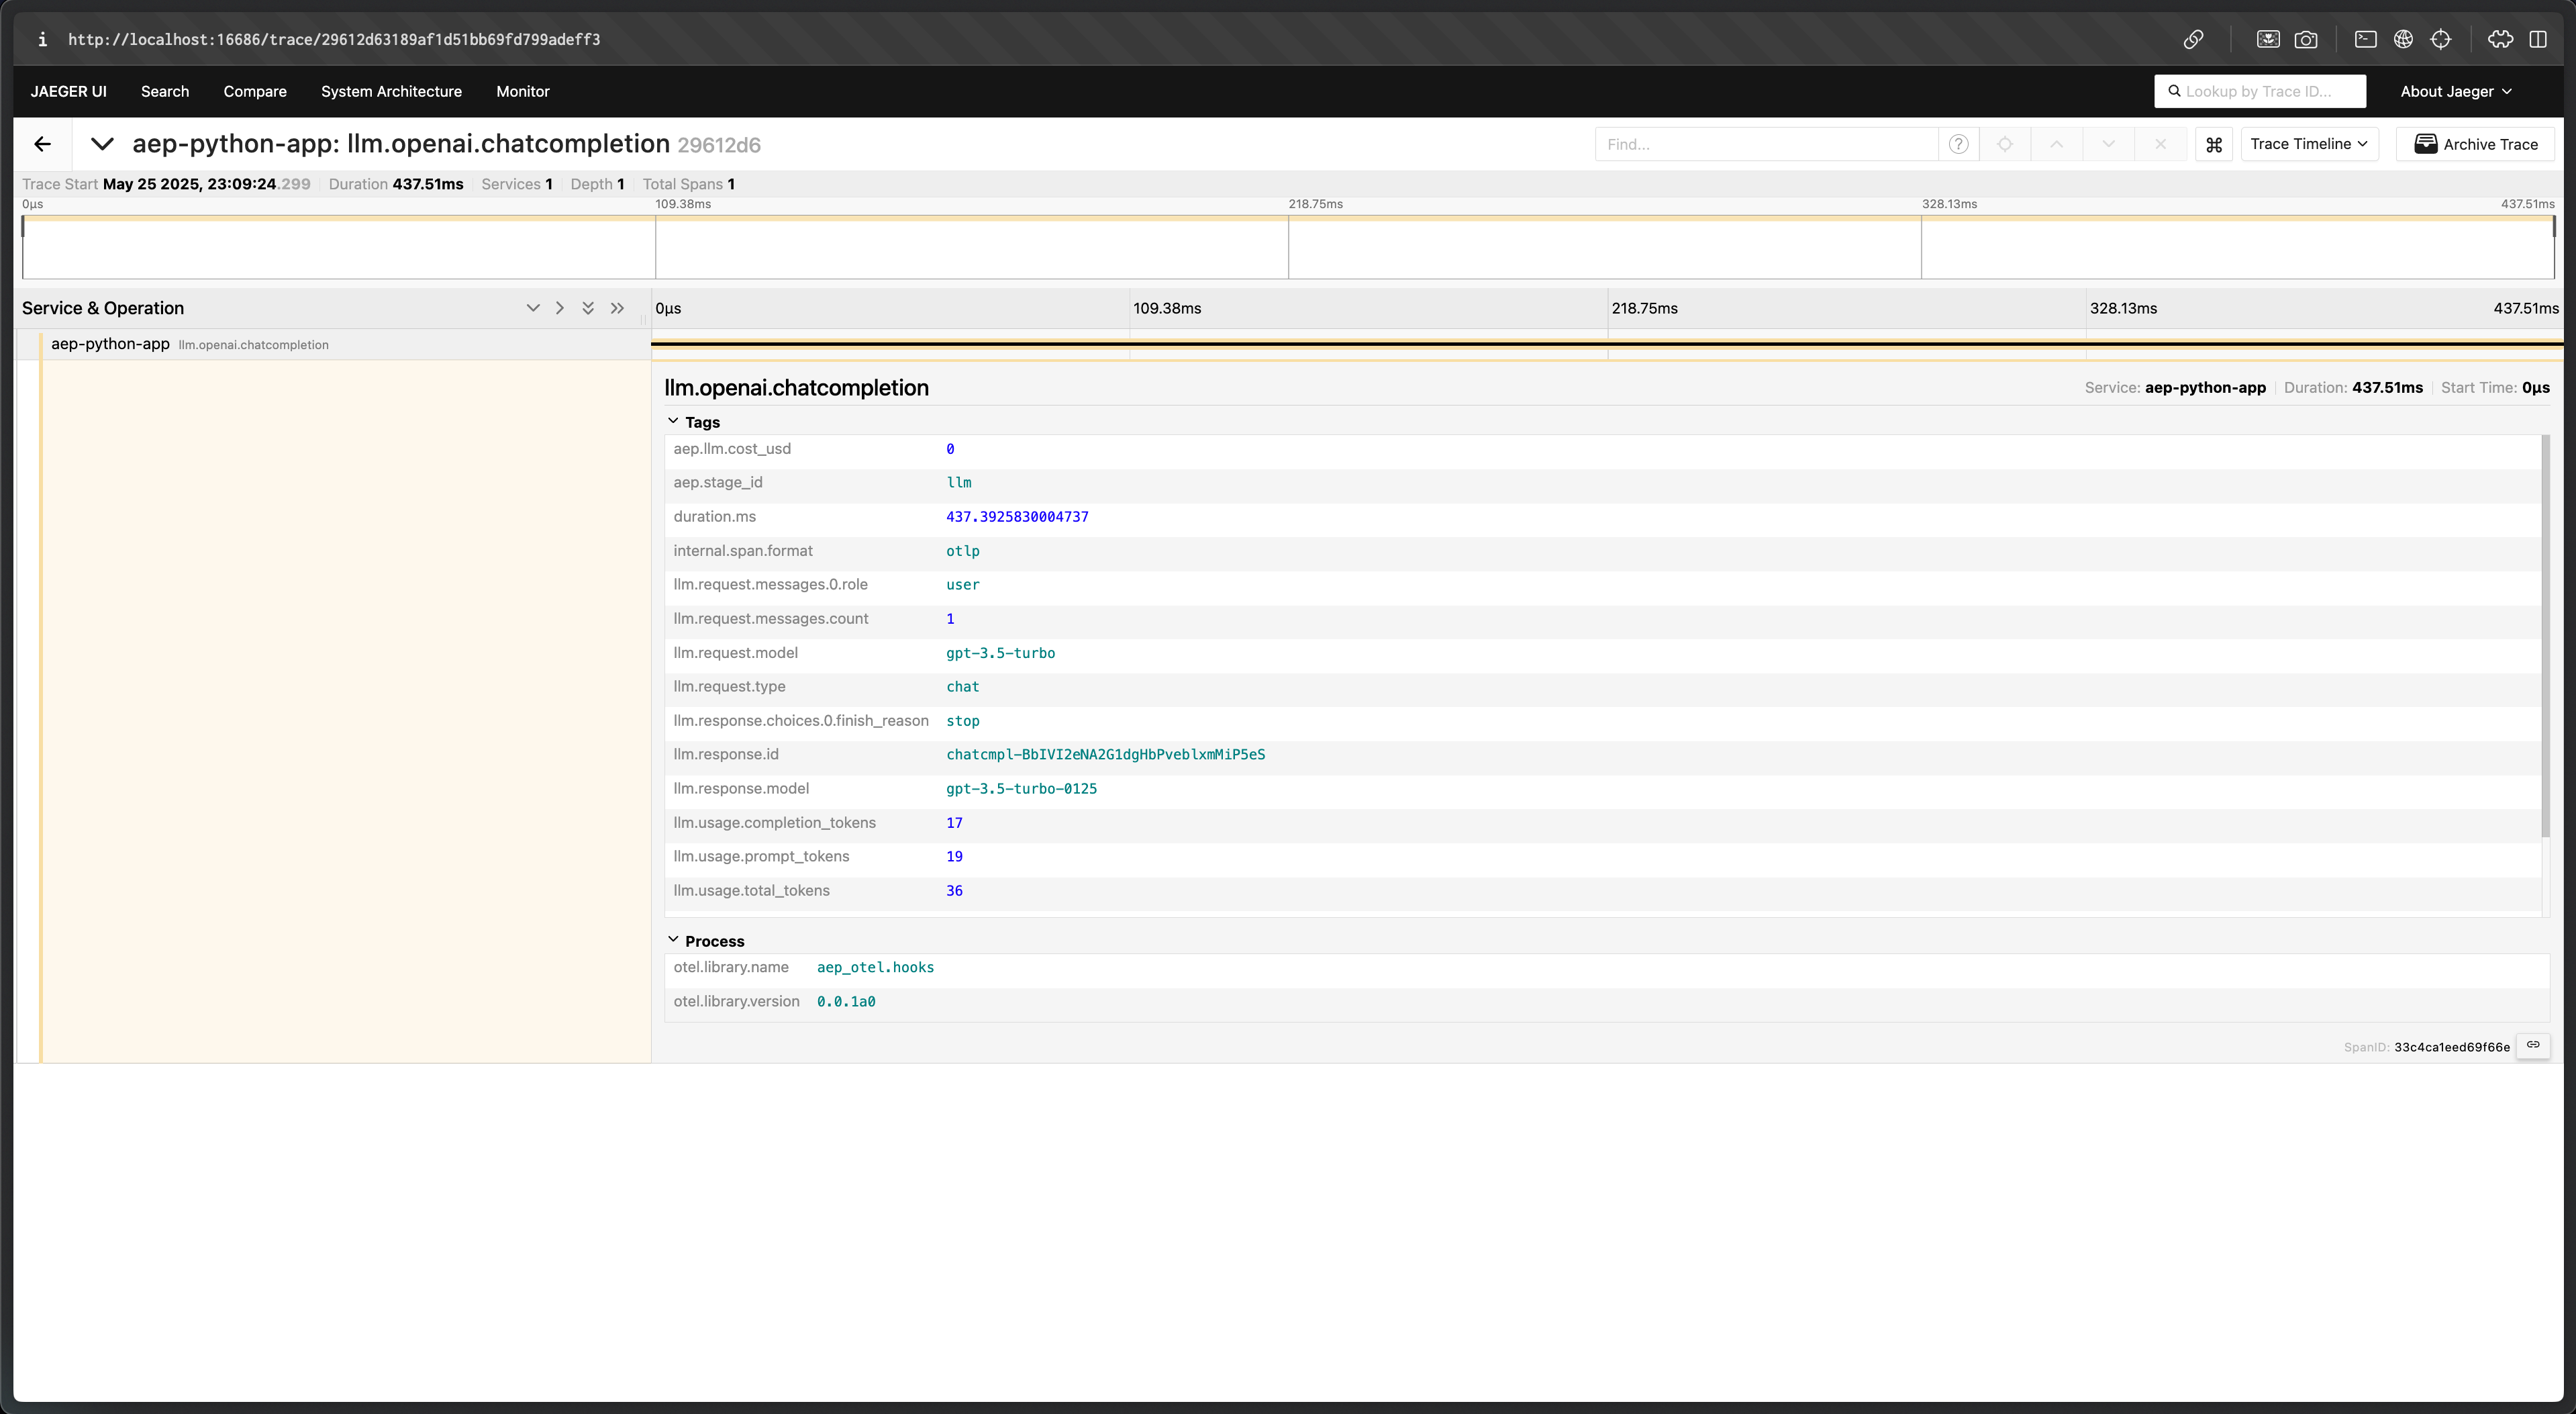 http://localhost:16686/trace/29612d63189af1d51bb69fd799adeff3
JAEGER UI Search Compare System Architecture Monitor Lookup by Trace ID... About Jaeger
aep-python-app: llm.openai.chatcompletion 29612d6 Find... Trace Timeline Archive Trace
Trace Start May 25 2025, 23:09:24.299 Duration 437.51ms Services 1 Depth 1 Total Spans 1
0μs 109.38ms 218.75ms 328.13ms 437.51ms
Service & Operation 0μs 109.38ms 218.75ms 328.13ms 437.51ms
aep-python-app llm.openai.chatcompletion
llm.openai.chatcompletion Service: aep-python-app Duration: 437.51ms Start Time: 0μs
Tags
aep.llm.cost_usd 0
aep.stage_id llm
duration.ms 437.3925830004737
internal.span.format otlp
llm.request.messages.0.role user
llm.request.messages.count 1
llm.request.model gpt-3.5-turbo
llm.request.type chat
llm.response.choices.0.finish_reason stop
llm.response.id chatcmpl-BbIVI2eNA2G1dgHbPveblxmMiP5eS
llm.response.model gpt-3.5-turbo-0125
llm.usage.completion_tokens 17
llm.usage.prompt_tokens 19
llm.usage.total_tokens 36
Process
otel.library.name aep_otel.hooks
otel.library.version 0.0.1a0
SpanID: 33c4ca1eed69f66e